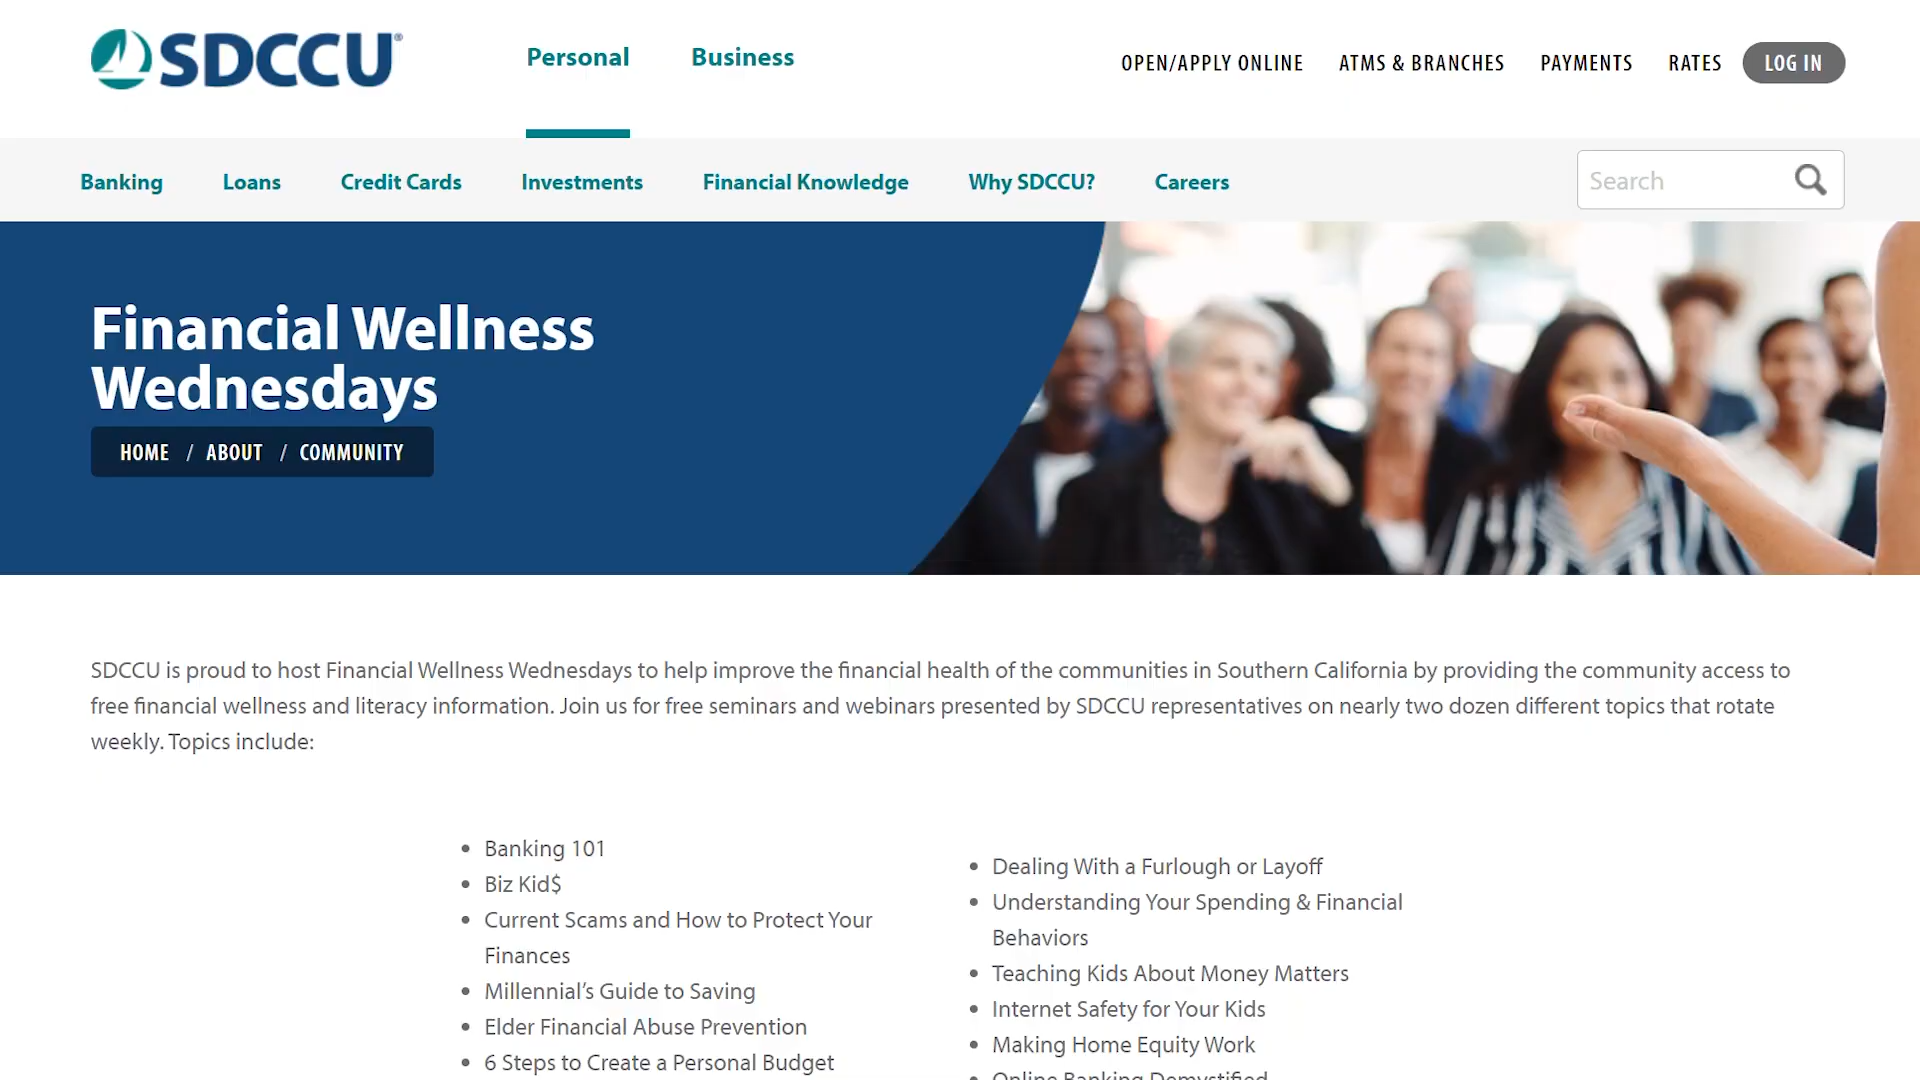 SDCCU®
Personal
Business
OPEN/APPLY ONLINE
ATMS & BRANCHES
PAYMENTS
RATES
LOG IN
Banking
Loans
Credit Cards
Investments
Financial Knowledge
Why SDCCU?
Careers
Search
Financial Wellness
Wednesdays
HOME / ABOUT / COMMUNITY
SDCCU is proud to host Financial Wellness Wednesdays to help improve the financial health of the communities in Southern California by providing the community access to
free financial wellness and literacy information. Join us for free seminars and webinars presented by SDCCU representatives on nearly two dozen different topics that rotate
weekly. Topics include:
• Banking 101
• Biz Kid$
• Current Scams and How to Protect Your
Finances
• Millennial’s Guide to Saving
• Elder Financial Abuse Prevention
• 6 Steps to Create a Personal Budget
• Dealing With a Furlough or Layoff
• Understanding Your Spending & Financial
Behaviors
• Teaching Kids About Money Matters
• Internet Safety for Your Kids
• Making Home Equity Work
Online Banking Demystified